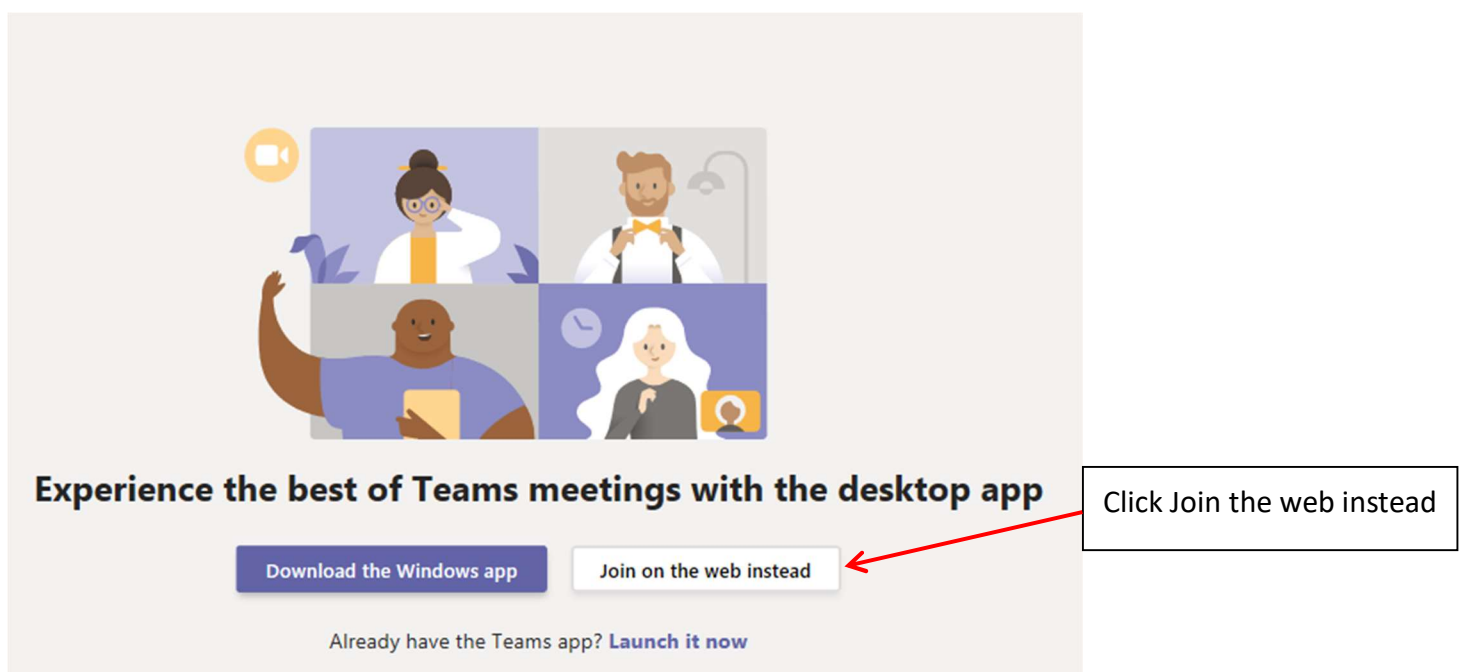 Experience the best of Teams meetings with the desktop app
Click Join the web instead
Download the Windows app
Join on the web instead
Already have the Teams app? Launch it now